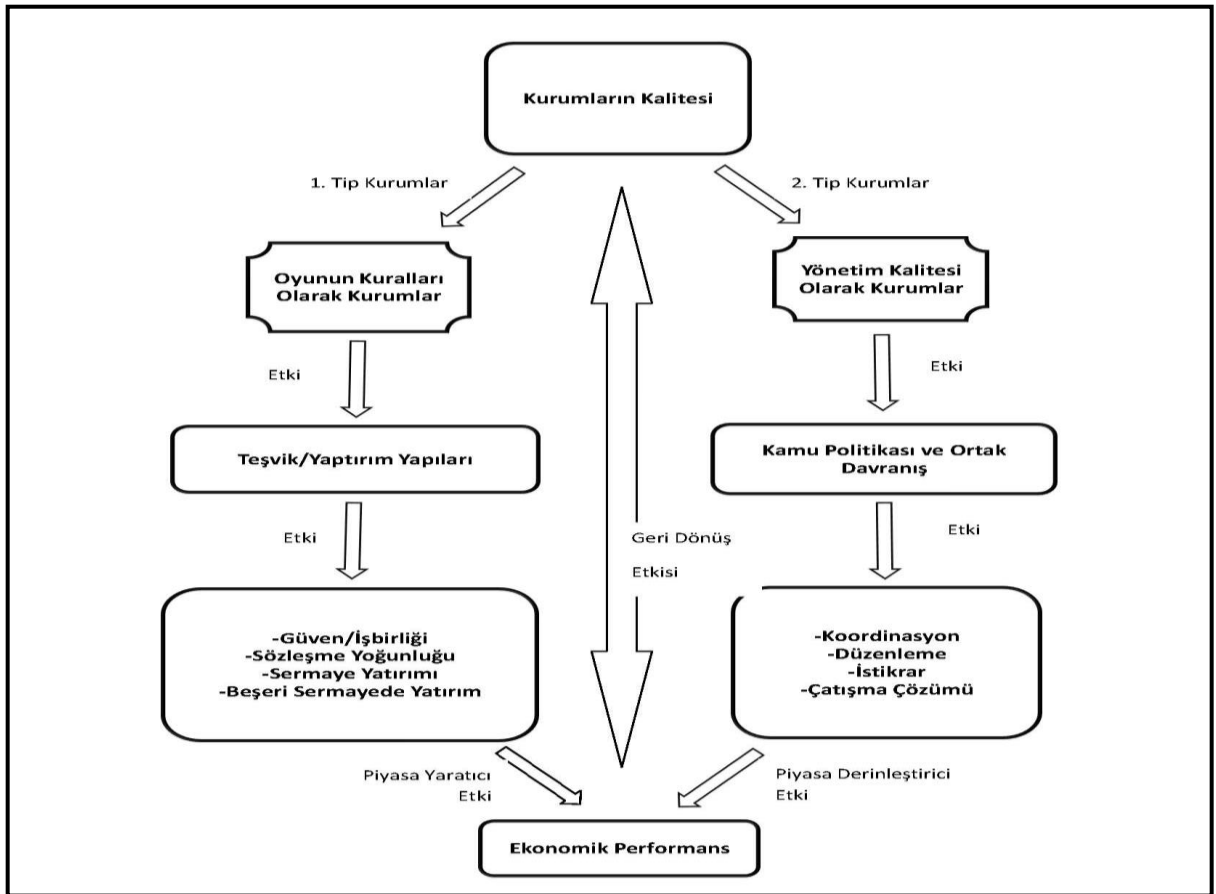 Kurumların Kalitesi
1. Tip Kurumlar
2. Tip Kurumlar
Oyunun Kuralları
Olarak Kurumlar
Yönetim Kalitesi
Olarak Kurumlar
Etki
Etki
Teşvik/Yaptırım Yapıları
Kamu Politikası ve Ortak
Davranış
Etki
Etki
Geri Dönüş
Etkisi
-Güven/İşbirliği
-Sözleşme Yoğunluğu
-Sermaye Yatırımı
-Beşeri Sermayede Yatırım
-Koordinasyon
-Düzenleme
-İstikrar
-Çatışma Çözümü
Piyasa Yaratıcı
Etki
Piyasa Derinleştirici
Etki
Ekonomik Performans